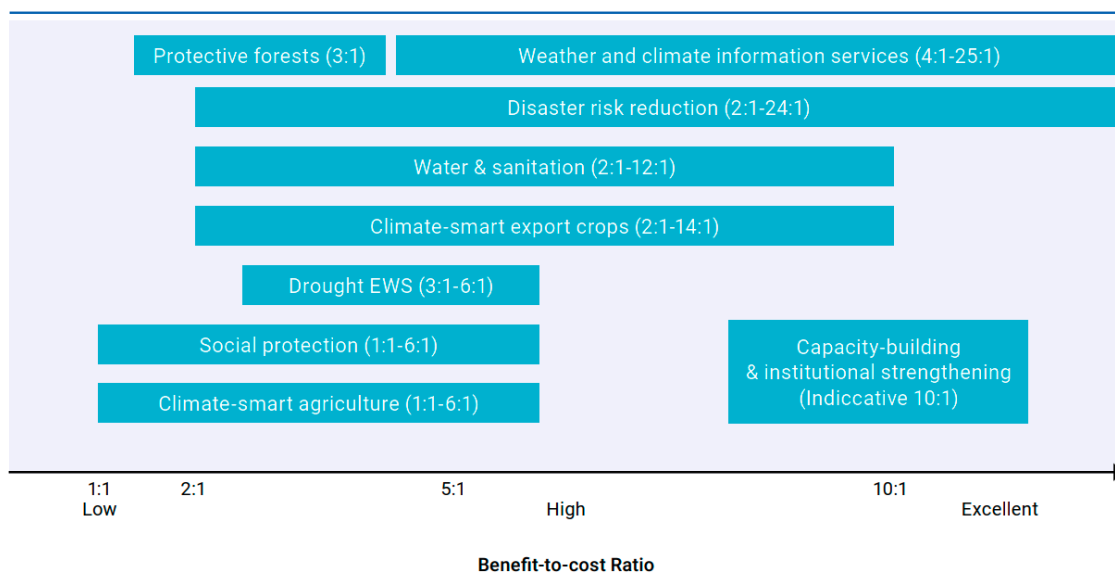 Protective forests (3:1)
Weather and climate information services (4:1-25:1)
Disaster risk reduction (2:1-24:1)
Water & sanitation (2:1-12:1)
Climate-smart export crops (2:1-14:1)
Drought EWS (3:1-6:1)
Social protection (1:1-6:1)
Climate-smart agriculture (1:1-6:1)
Capacity-building
& institutional strengthening
(Indiccative 10:1)
1:1
2:1
5:1
10:1
Low
High
Excellent
Benefit-to-cost Ratio